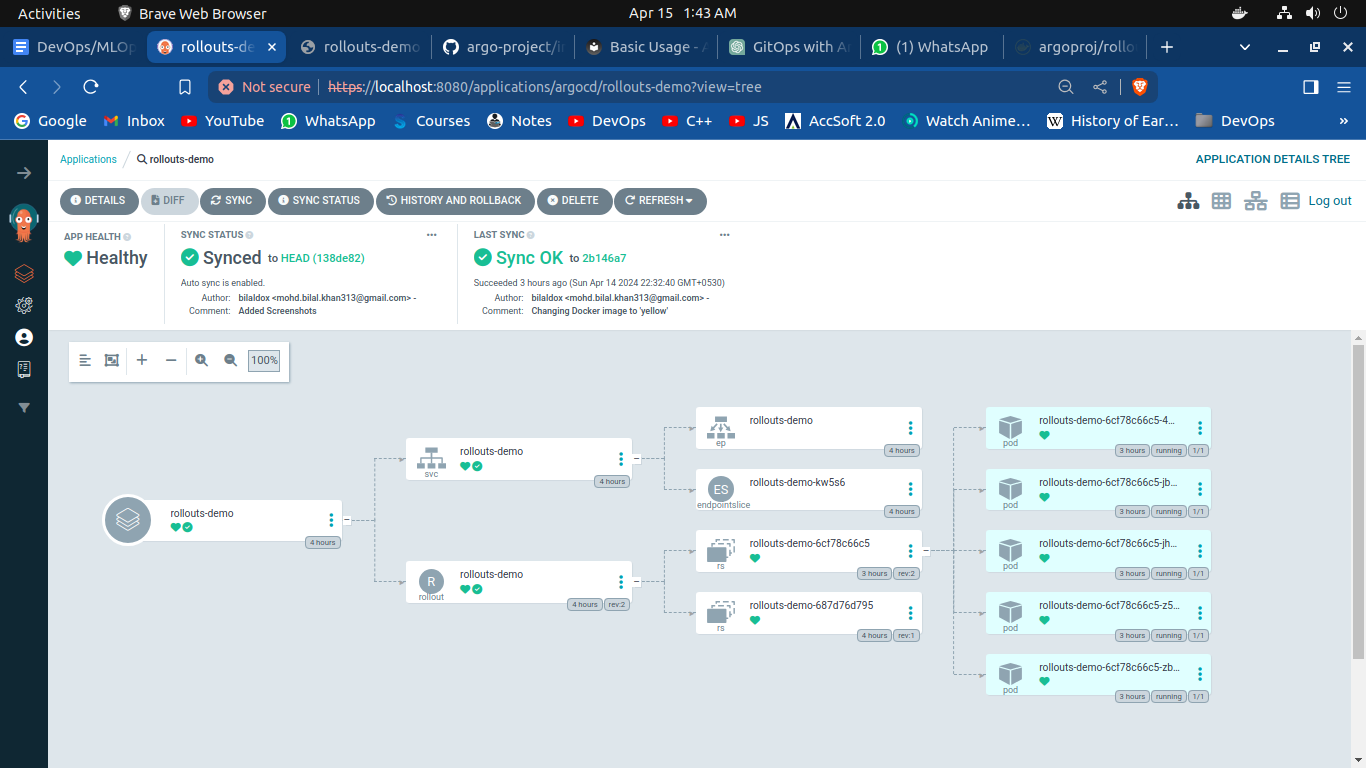 Activities Brave Web Browser Apr 15 1:43 AM
DevOps/MLOp rollouts-de rollouts-demo argo-project/in Basic Usage - A GitOps with Ar (1) WhatsApp argoproj/rollo
Not secure https://localhost:8080/applications/argocd/rollouts-demo?view=tree
Google Inbox YouTube WhatsApp Courses Notes DevOps C++ JS AccSoft 2.0 Watch Anime... History of Ear... DevOps »
Applications / rollouts-demo APPLICATION DETAILS TREE
DETAILS DIFF SYNC SYNC STATUS HISTORY AND ROLLBACK DELETE REFRESH Log out
APP HEALTH
Healthy
SYNC STATUS
Synced to HEAD (138de82)
Auto sync is enabled.
Author: bilaldox <mohd.bilal.khan313@gmail.com> -
Comment: Added Screenshots
LAST SYNC
Sync OK to 2b146a7
Succeeded 3 hours ago (Sun Apr 14 2024 22:32:40 GMT+0530)
Author: bilaldox <mohd.bilal.khan313@gmail.com> -
Comment: Changing Docker image to 'yellow'
100%
rollouts-demo
4 hours
rollouts-demo
svc
4 hours
R
rollouts-demo
rollout
4 hours rev:2
rollouts-demo
ep
4 hours
ES
rollouts-demo-kw5s6
endpointslice
4 hours
rollouts-demo-6cf78c66c5
rs
3 hours rev:2
rollouts-demo-687d76d795
rs
4 hours rev:1
rollouts-demo-6cf78c66c5-4...
pod
3 hours running 1/1
rollouts-demo-6cf78c66c5-jb...
pod
3 hours running 1/1
rollouts-demo-6cf78c66c5-jh...
pod
3 hours running 1/1
rollouts-demo-6cf78c66c5-z5...
pod
3 hours running 1/1
rollouts-demo-6cf78c66c5-zb...
pod
3 hours running 1/1